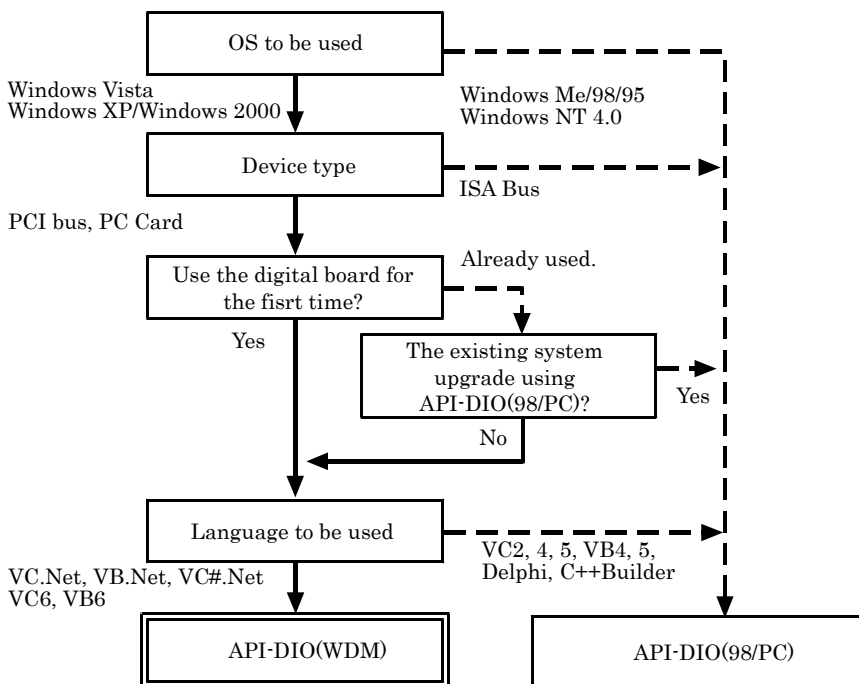 OS to be used
Windows Vista
Windows XP/Windows 2000
Windows Me/98/95
Windows NT 4.0
Device type
ISA Bus
PCI bus, PC Card
Already used.
Use the digital board for
the fisrt time?
Yes
The existing system
upgrade using
API-DIO(98/PC)?
Yes
No
Language to be used
VC2, 4, 5, VB4, 5,
Delphi, C++Builder
VC.Net, VB.Net, VC#.Net
VC6, VB6
API-DIO(WDM)
API-DIO(98/PC)